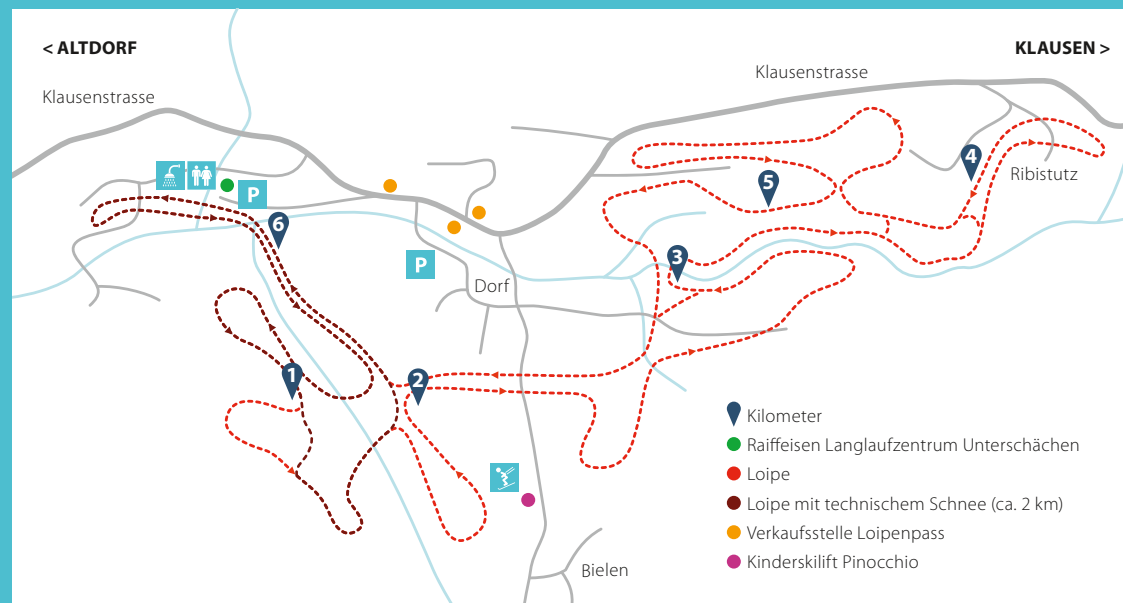 < ALTDORF
KLAUSEN >
Klausenstrasse
Klausenstrasse
4
Ribistutz
P
5
6
3
P
Dorf
1
2
Kilometer
Raiffeisen Langlaufzentrum Unterschächen
Loipe
Loipe mit technischem Schnee (ca. 2 km)
Verkaufsstelle Loipenpass
Kinderskilift Pinocchio
Bielen